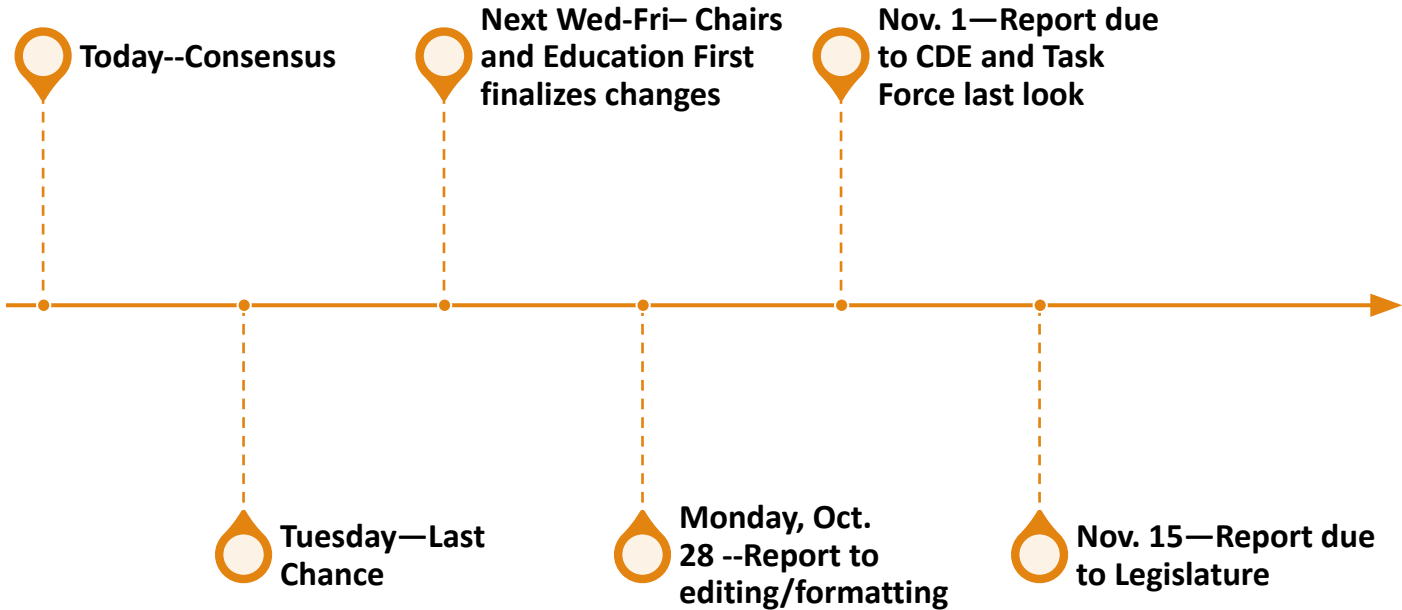 Today--Consensus
Next Wed-Fri– Chairs
and Education First
finalizes changes
Nov. 1—Report due
to CDE and Task
Force last look
Tuesday—Last
Chance
Monday, Oct.
28 --Report to
editing/formatting
Nov. 15—Report due
to Legislature